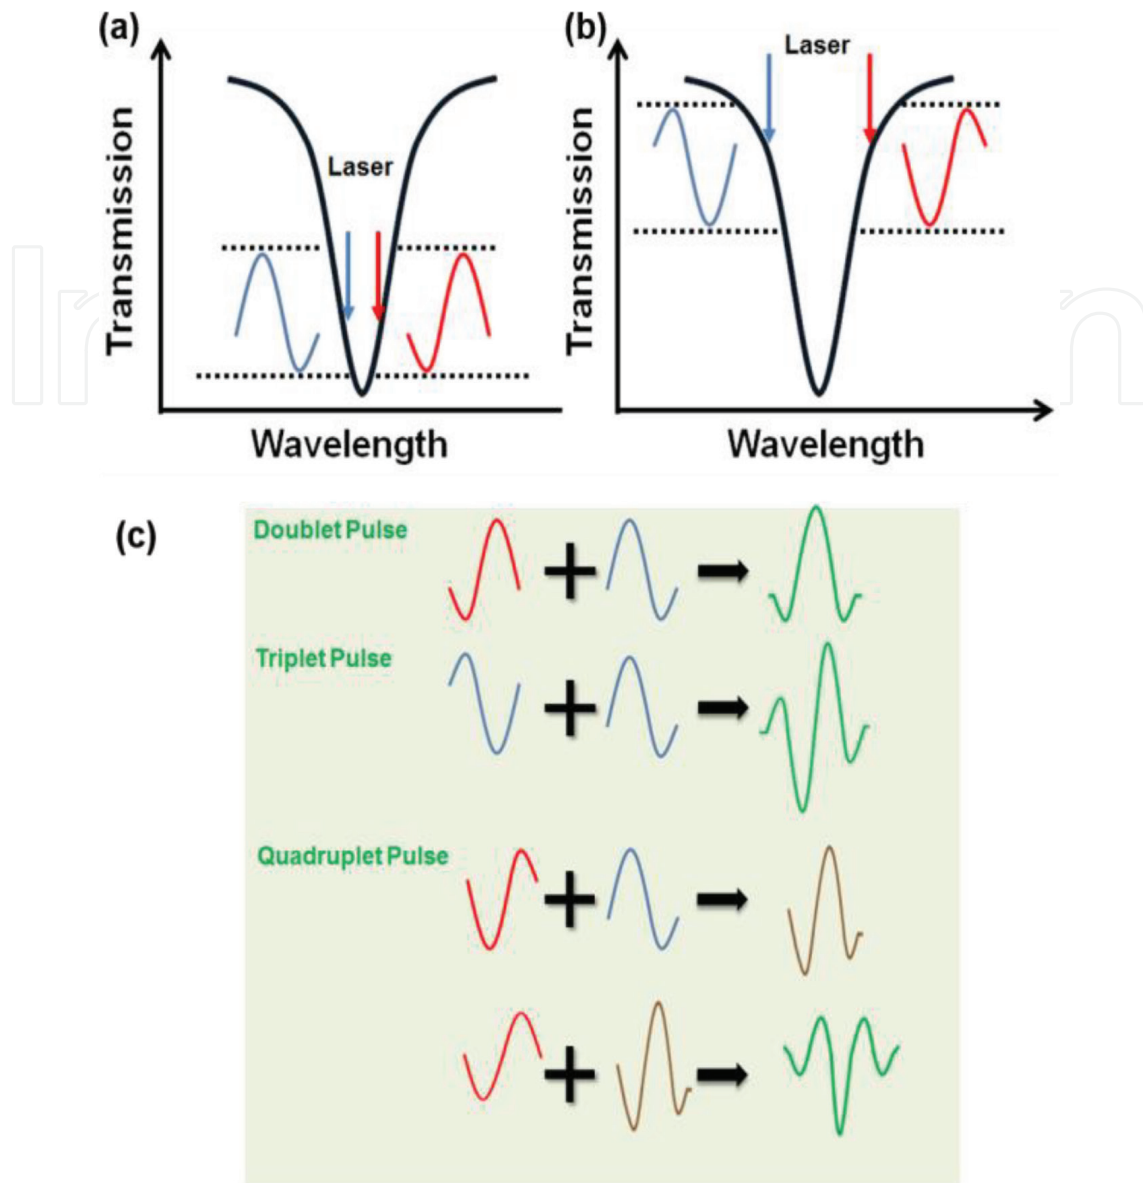 (a)
Transmission
Laser
Wavelength
(b)
Transmission
Laser
Wavelength
(c)
Doublet Pulse
Triplet Pulse
Quadruplet Pulse